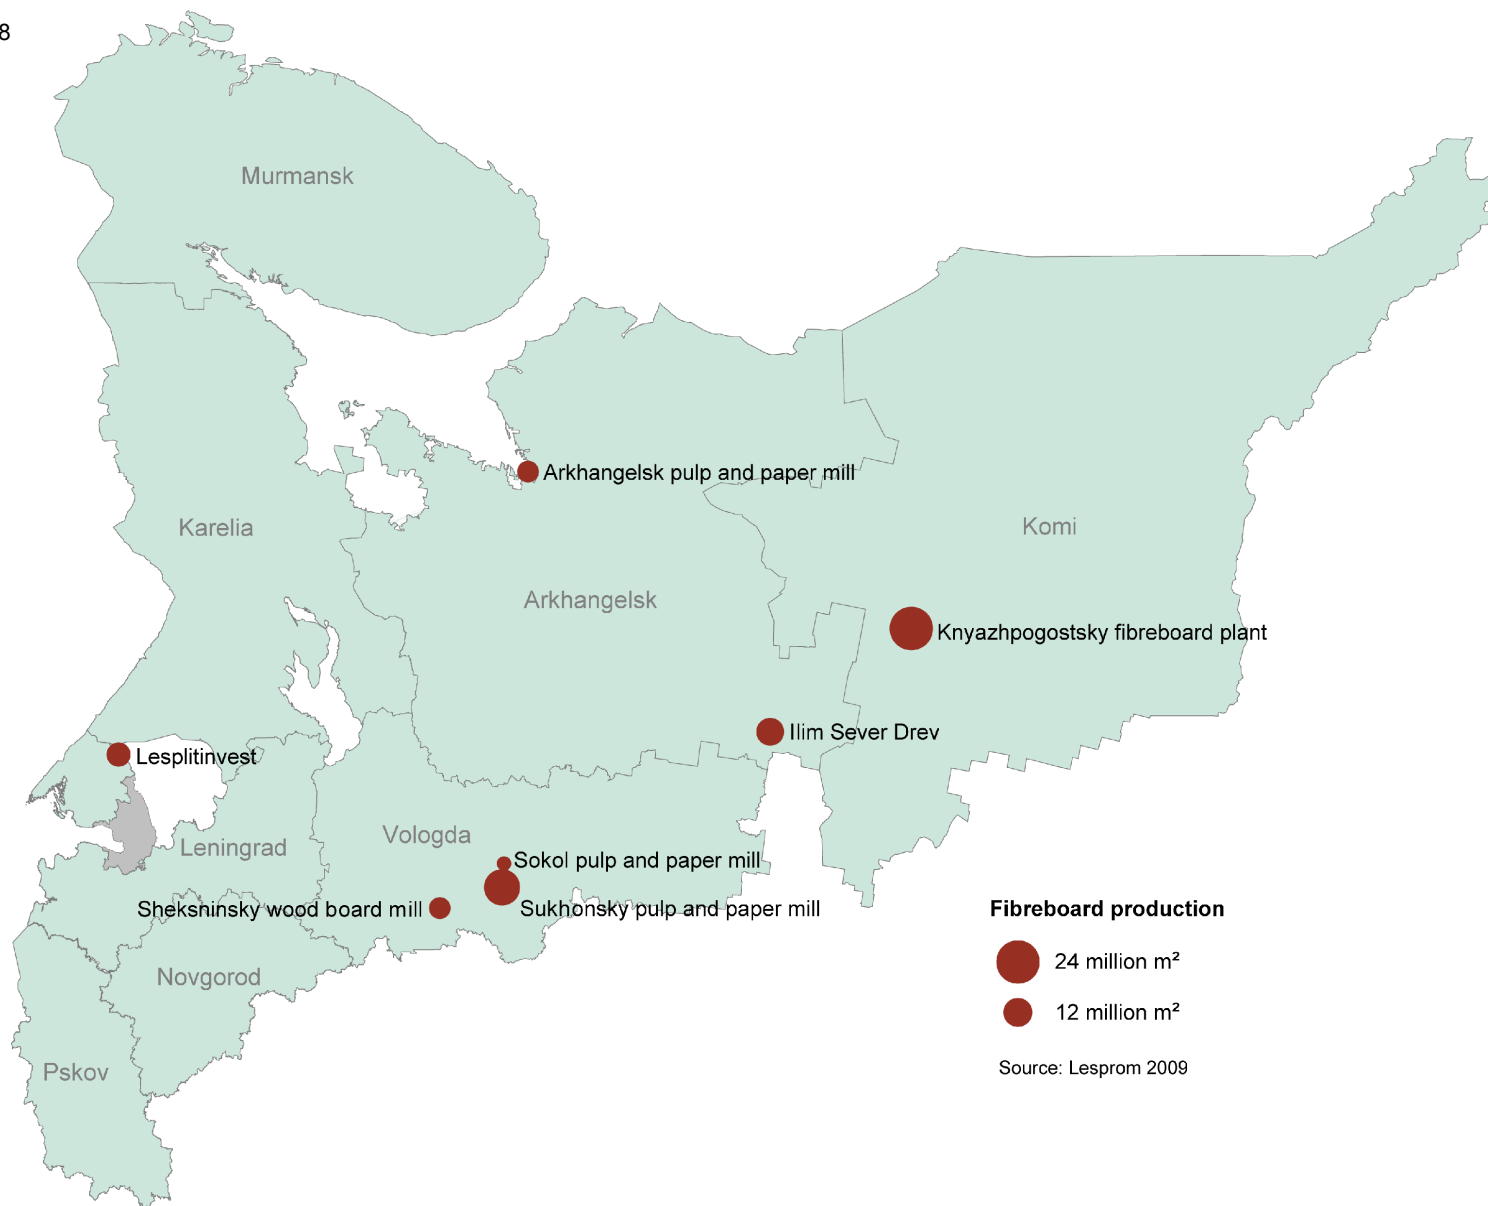 8
Murmansk
Arkhangelsk pulp and paper mill
Karelia
Komi
Arkhangelsk
Knyazhpogostsky fibreboard plant
Ilim Sever Drev
Lesplitinvest
Vologda
Leningrad
Sokol pulp and paper mill
Shekshinsky wood board mill
Sukhonsky pulp and paper mill
Novgorod
Pskov
Fibreboard production
24 million m²
12 million m²
Source: Lesprom 2009